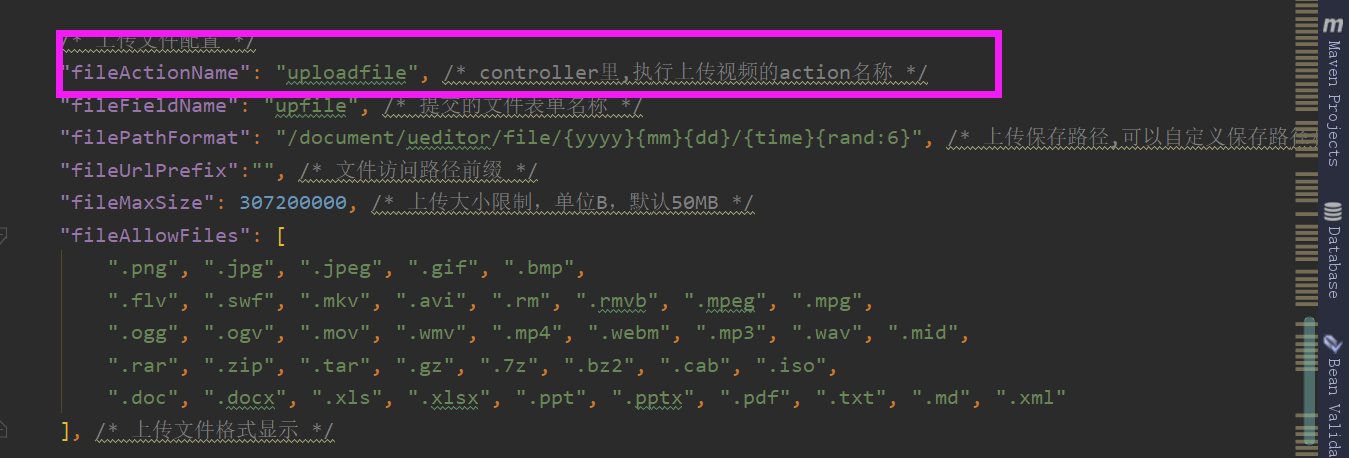 /* 上传文件配置 */
"fileActionName": "uploadfile", /* controller里,执行上传视频的action名称 */
"fileFieldName": "upfile", /* 提交的文件表单名称 */
"filePathFormat": "/document/ueditor/file/{yyyy}{mm}{dd}/{time}{rand:6}", /* 上传保存路径,可以自定义保存路径
"fileUrlPrefix":"", /* 文件访问路径前缀 */
"fileMaxSize": 307200000, /* 上传大小限制，单位B，默认50MB */
"fileAllowFiles": [
".png", ".jpg", ".jpeg", ".gif", ".bmp",
".flv", ".swf", ".mkv", ".avi", ".rm", ".rmvb", ".mpeg", ".mpg",
".ogg", ".ogv", ".mov", ".wmv", ".mp4", ".webm", ".mp3", ".wav", ".mid",
".rar", ".zip", ".tar", ".gz", ".7z", ".bz2", ".cab", ".iso",
".doc", ".docx", ".xls", ".xlsx", ".ppt", ".pptx", ".pdf", ".txt", ".md", ".xml"
], /* 上传文件格式显示 */
Maven Projects
Database
Bean Valida